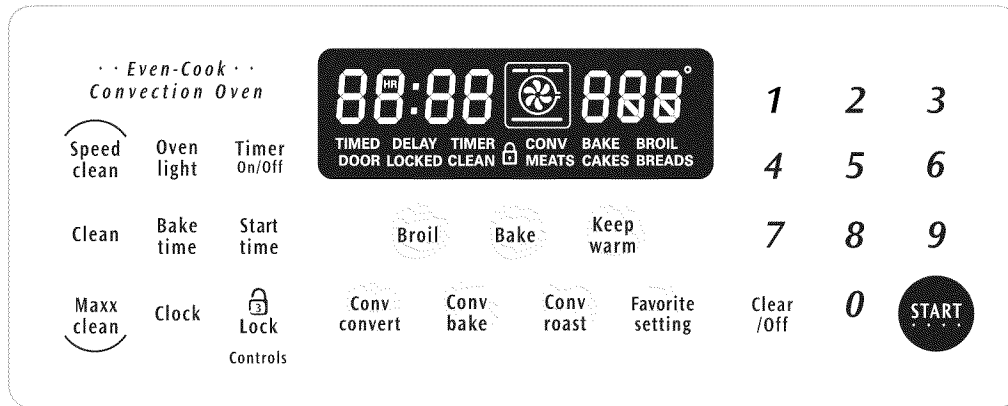 · · Even-Cook · ·
Convection Oven
88:88 888°
HR
TIMED DELAY TIMER CONV BAKE BROIL
DOOR LOCKED CLEAN MEATS CAKES BREADS
1 2 3
Speed
clean
Oven
light
Timer
On/Off
4 5 6
Clean
Bake
time
Start
time
Broil
Bake
Keep
warm
7 8 9
Maxx
clean
Clock
3
Lock
Controls
Conv
convert
Conv
bake
Conv
roast
Favorite
setting
Clear
/Off
0
START